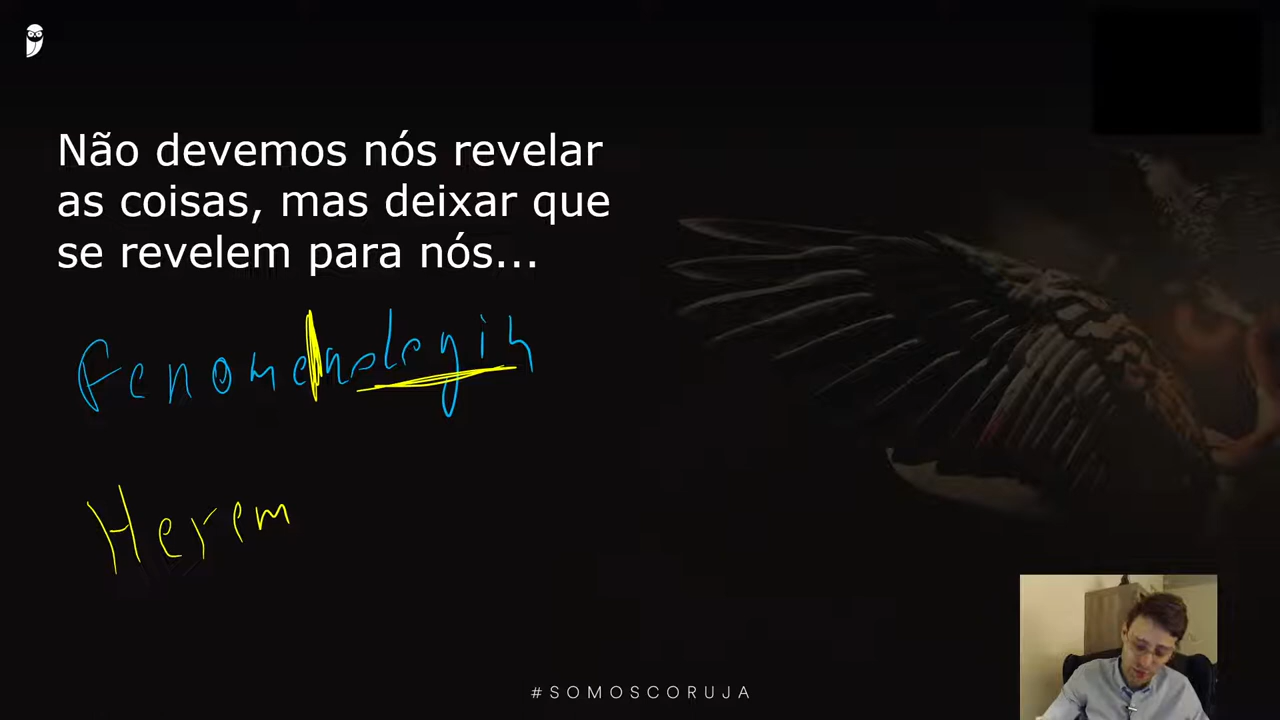 Não devemos nós revelar
as coisas, mas deixar que
se revelem para nós...
Fenomenologia
Herem
#SOMOSCORUJA